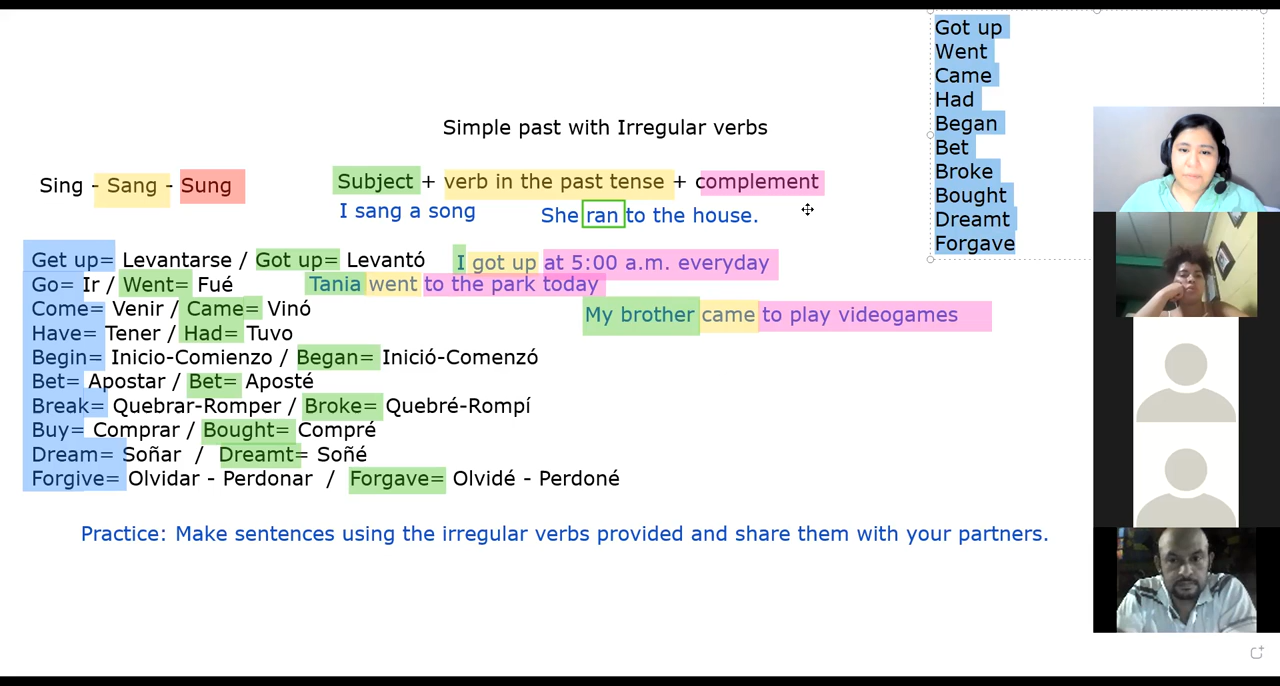 Got up
Went
Came
Had
Began
Bet
Broke
Bought
Dreamt
Forgave
Simple past with Irregular verbs
Sing - Sang - Sung
Subject + verb in the past tense + complement
I sang a song
She ran to the house.
Get up= Levantarse / Got up= Levantó
I got up at 5:00 a.m. everyday
Go= Ir / Went= Fué
Tania went to the park today
Come= Venir / Came= Vinó
My brother came to play videogames
Have= Tener / Had= Tuvo
Begin= Inicio-Comienzo / Began= Inició-Comenzó
Bet= Apostar / Bet= Aposté
Break= Quebrar-Romper / Broke= Quebré-Rompí
Buy= Comprar / Bought= Compré
Dream= Soñar / Dreamt= Soñé
Forgive= Olvidar - Perdonar / Forgave= Olvidé - Perdoné
Practice: Make sentences using the irregular verbs provided and share them with your partners.